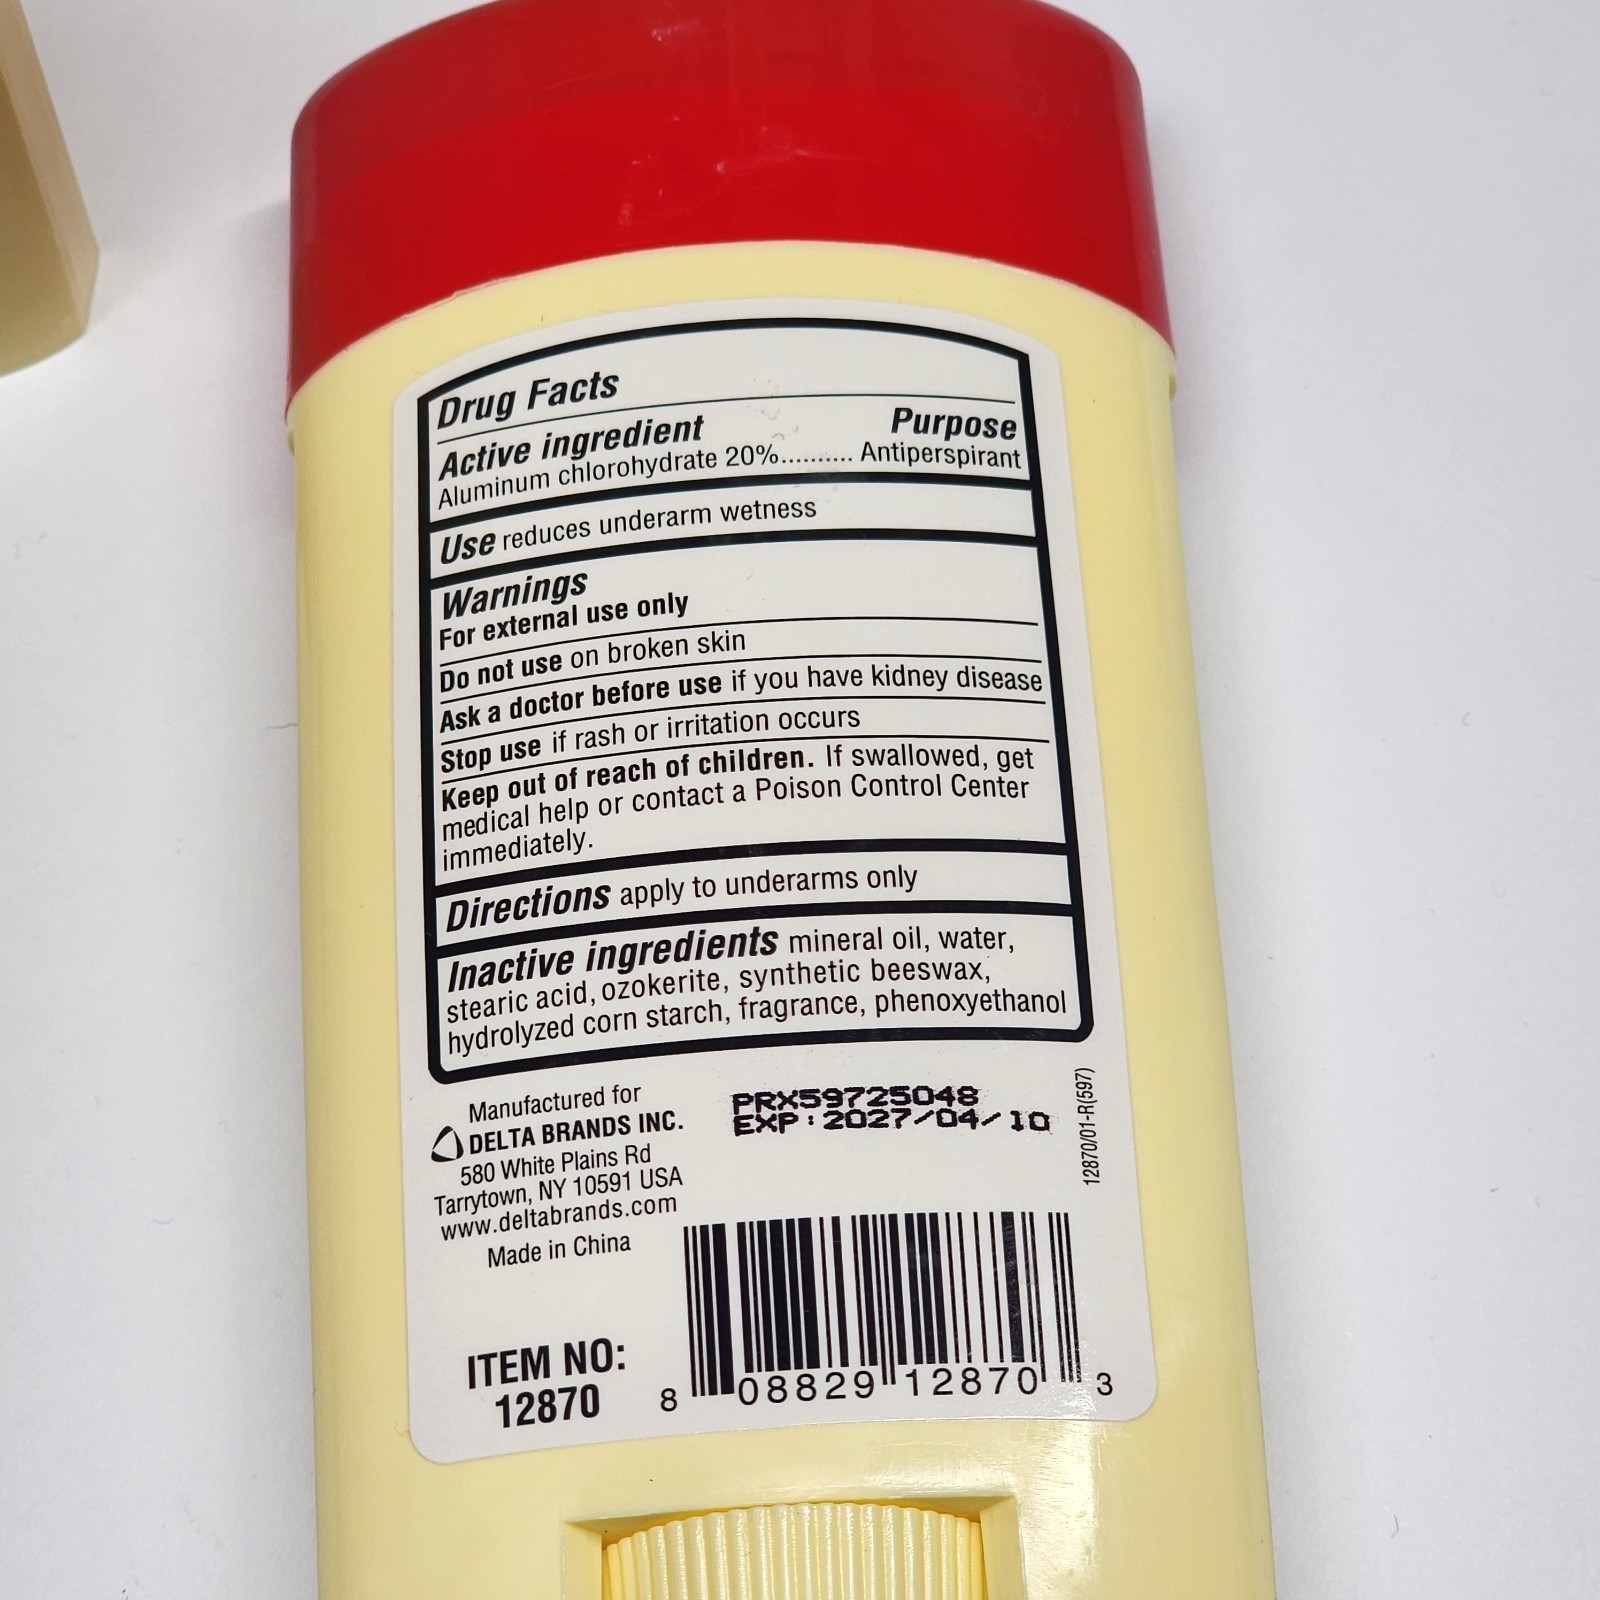 Drug Facts
Active ingredient Purpose
Aluminum chlorohydrate 20%.......... Antiperspirant
Use reduces underarm wetness
Warnings
For external use only
Do not use on broken skin
Ask a doctor before use if you have kidney disease
Stop use if rash or irritation occurs
Keep out of reach of children. If swallowed, get
medical help or contact a Poison Control Center
immediately.
Directions apply to underarms only
Inactive ingredients mineral oil, water,
stearic acid, ozokerite, synthetic beeswax,
hydrolyzed corn starch, fragrance, phenoxyethanol
Manufactured for
DELTA BRANDS INC.
580 White Plains Rd
Tarrytown, NY 10591 USA
www.deltabrands.com
Made in China
PRX59725048
EXP:2027/04/10
12870/01-R(597)
ITEM NO:
12870
8 08829 12870 3